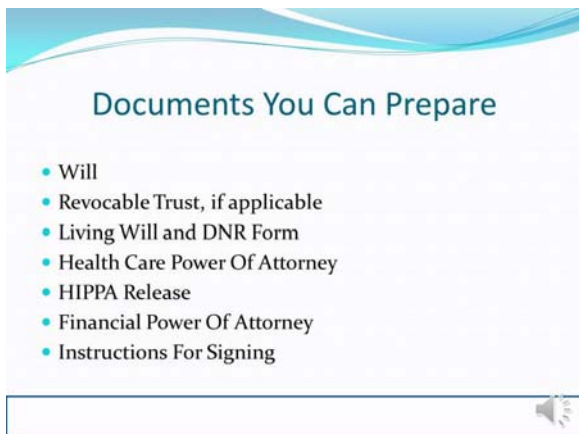 Documents You Can Prepare
• Will
• Revocable Trust, if applicable
• Living Will and DNR Form
• Health Care Power Of Attorney
• HIPPA Release
• Financial Power Of Attorney
• Instructions For Signing